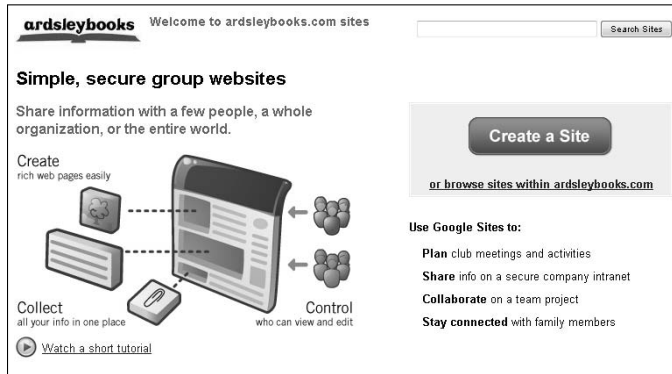 ardsleybooks
Welcome to ardsleybooks.com sites
Search Sites
Simple, secure group websites
Share information with a few people, a whole
organization, or the entire world.
Create
rich web pages easily
Collect
all your info in one place
Control
who can view and edit
Watch a short tutorial
Create a Site
or browse sites within ardsleybooks.com
Use Google Sites to:
Plan club meetings and activities
Share info on a secure company intranet
Collaborate on a team project
Stay connected with family members